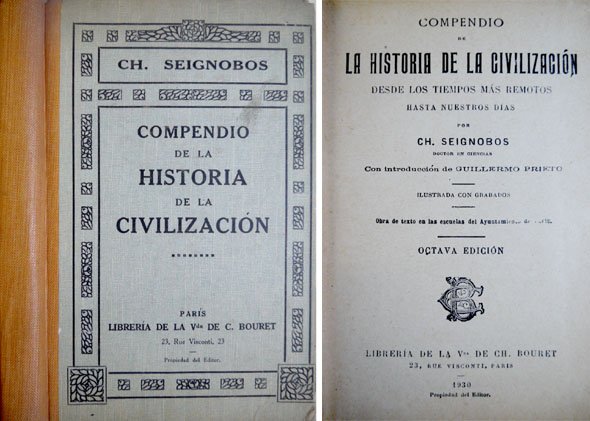 CH. SEIGNOBOS
COMPENDIO
DE LA
HISTORIA
DE LA
CIVILIZACIÓN
PARÍS
LIBRERÍA DE LA Vda DE C. BOURET
23, Rue Visconti, 23
Propiedad del Editor.
COMPENDIO
DE
LA HISTORIA DE LA CIVILIZACIÓN
DESDE LOS TIEMPOS MÁS REMOTOS
HASTA NUESTROS DÍAS
POR
CH. SEIGNOBOS
DOCTOR EN CIENCIAS
Con introducción de GUILLERMO PRIETO
ILUSTRADA CON GRABADOS
Obra de texto en las escuelas del Ayuntamiento de
OCTAVA EDICIÓN
LIBRERÍA DE LA Vda DE CH. BOURET
23, RUE VISCONTI, PARIS
1930
Propiedad del Editor.